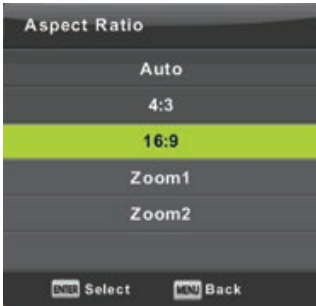 Aspect Ratio
Auto
4:3
16:9
Zoom1
Zoom2
ENTER Select MENU Back